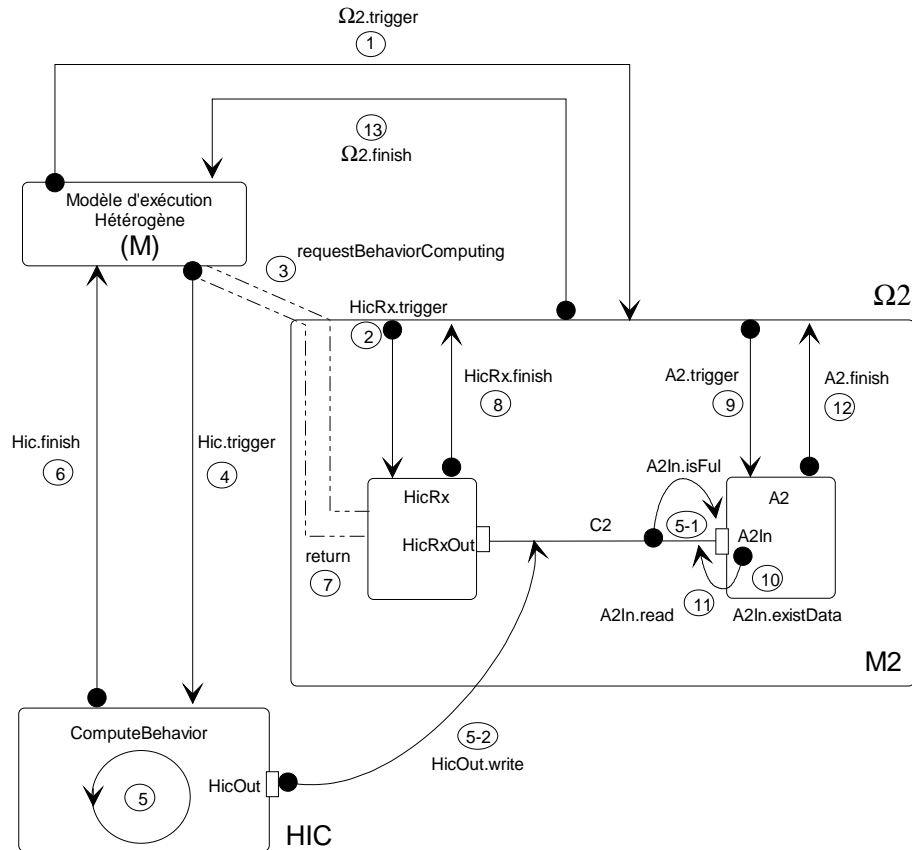 Ω2.trigger
1
13
Ω2.finish
Modèle d'exécution
Hétérogène
(M)
requestBehaviorComputing
3
Ω2
HicRx.trigger
2
HicRx.finish
8
A2.trigger
9
A2.finish
12
Hic.finish
6
Hic.trigger
4
A2In.isFul
HicRx
A2
C2
5-1
HicRxOut
A2In
return
7
10
11
A2In.read
A2In.existData
M2
ComputeBehavior
5-2
HicOut.write
HicOut
5
HIC